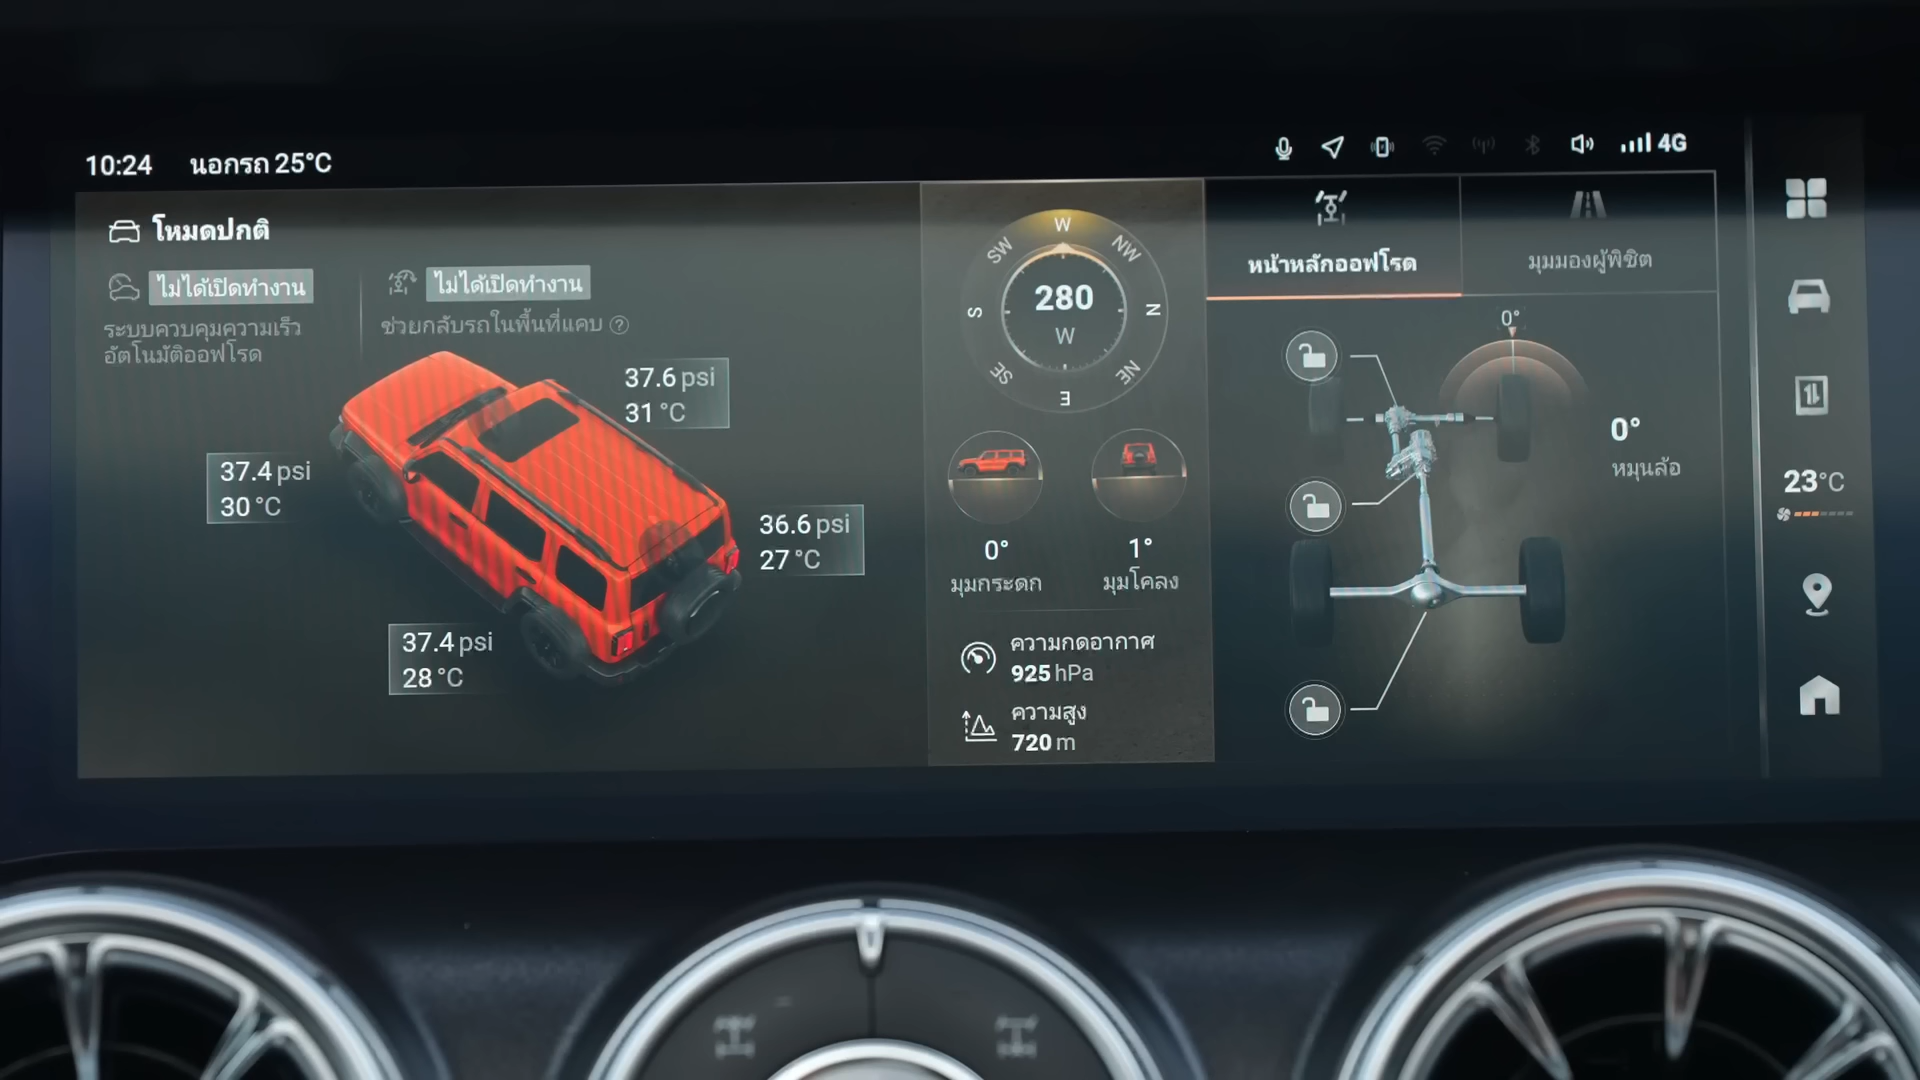 10:24 นอกรถ 25°C
4G
โหมดปกติ
ไม่ได้เปิดทำงาน
ระบบควบคุมความเร็ว
อัตโนมัติออฟโรด
ไม่ได้เปิดทำงาน
ช่วยกลับรถในพื้นที่แคบ ?
37.6 psi
31 °C
37.4 psi
30 °C
36.6 psi
27 °C
37.4 psi
28 °C
W
SW
NW
S
N
SE
NE
E
280
W
0°
มุมกระดก
1°
มุมโคลง
ความกดอากาศ
925 hPa
ความสูง
720 m
หน้าหลักออฟโรด
มุมมองผู้พิชิต
0°
0°
หมุนล้อ
23°C